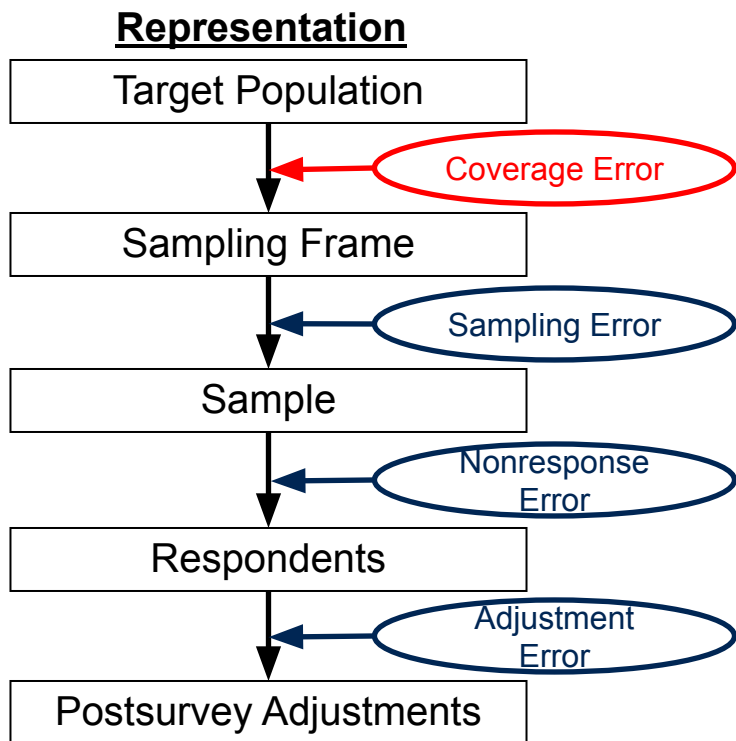 Representation
Target Population
Coverage Error
Sampling Frame
Sampling Error
Sample
Nonresponse
Error
Respondents
Adjustment
Error
Postsurvey Adjustments